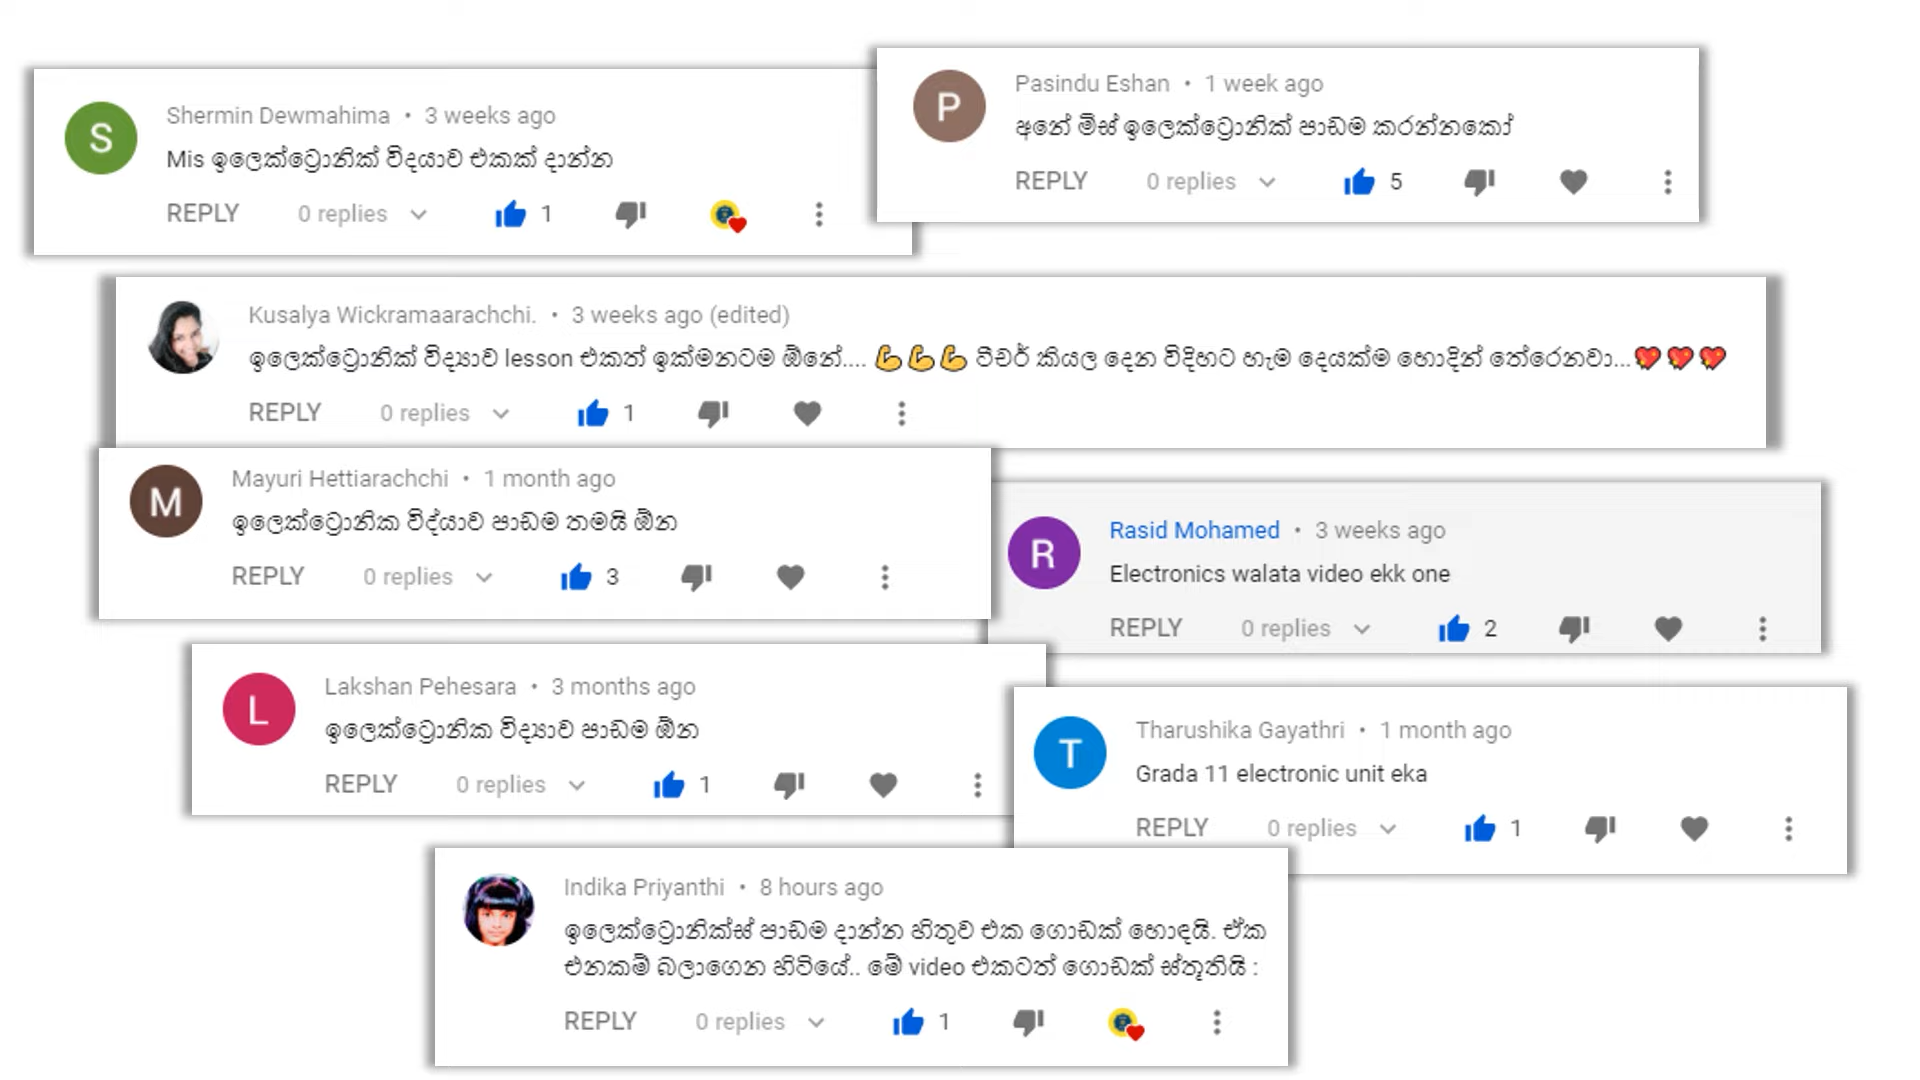 S
Shermin Dewmahima • 3 weeks ago
Mis ඉලෙක්ට්‍රොනික් විදයාව එකක් දාන්න
REPLY 0 replies 1
P
Pasindu Eshan • 1 week ago
අනේ මිස් ඉලෙක්ට්‍රොනික් පාඩම කරන්නකෝ
REPLY 0 replies 5
Kusalya Wickramaarachchi. • 3 weeks ago (edited)
ඉලෙක්ට්‍රොනික් විද්‍යාව lesson එකත් ඉක්මනටම ඕනේ.... 💪💪💪 ටීචර් කියල දෙන විදිහට හැම දෙයක්ම හොදින් තේරෙනවා...💖💖💖
REPLY 0 replies 1
M
Mayuri Hettiarachchi • 1 month ago
ඉලෙක්ට්‍රොනික විද්යාව පාඩම තමයි ඕන
REPLY 0 replies 3
R
Rasid Mohamed • 3 weeks ago
Electronics walata video ekk one
REPLY 0 replies 2
L
Lakshan Pehesara • 3 months ago
ඉලෙක්ට්‍රොනික විද්‍යාව පාඩම ඕන
REPLY 0 replies 1
T
Tharushika Gayathri • 1 month ago
Grada 11 electronic unit eka
REPLY 0 replies 1
Indika Priyanthi • 8 hours ago
ඉලෙක්ට්‍රොනික්ස් පාඩම දාන්න හිතුව එක ගොඩක් හොඳයි. ඒක
එනකම් බලාගෙන හිටියේ.. මේ video එකටත් ගොඩක් ස්තූතියි :
REPLY 0 replies 1